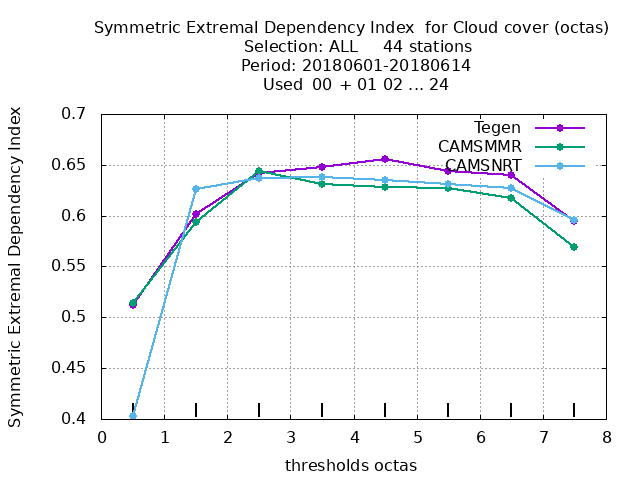 Symmetric Extremal Dependency Index  for Cloud cover (octas)
Selection: ALL     44 stations
Period: 20180601-20180614
Used  00 + 01 02 ... 24
Symmetric Extremal Dependency Index
0.7
0.65
0.6
0.55
0.5
0.45
0.4
Tegen
CAMSMMR
CAMSNRT
0 1 2 3 4 5 6 7 8
thresholds octas